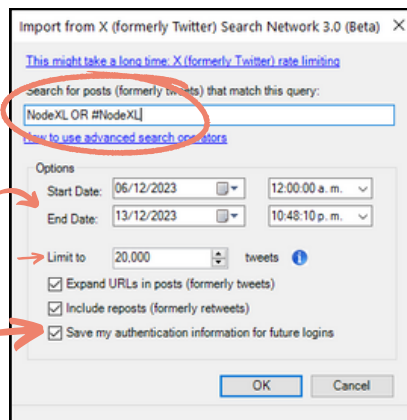 Import from X (formerly Twitter) Search Network 3.0 (Beta)
This might take a long time: X (formerly Twitter) rate limiting
Search for posts (formerly tweets) that match this query:
NodeXL OR #NodeXL
How to use advanced search operators
Options
Start Date: 06/12/2023 12:00:00 a. m.
End Date: 13/12/2023 10:48:10 p. m.
Limit to 20,000 tweets
Expand URLs in posts (formerly tweets)
Include reposts (formerly retweets)
Save my authentication information for future logins
OK Cancel